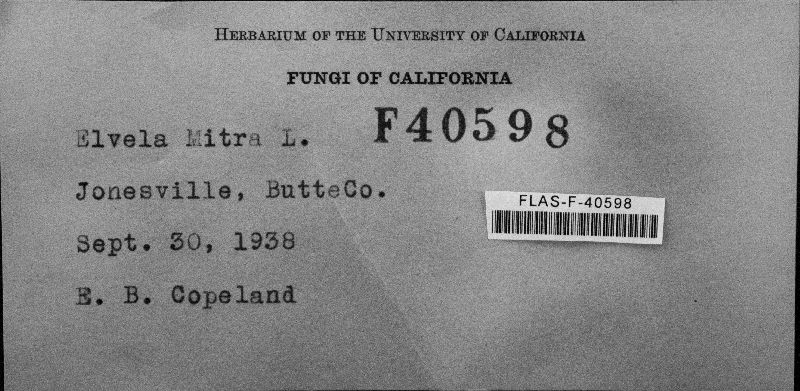 Herbarium of the University of California
FUNGI OF CALIFORNIA
Elvela Mitra L. F40598
Jonesville, ButteCo.
FLAS-F-40598
Sept. 30, 1938
E. B. Copeland